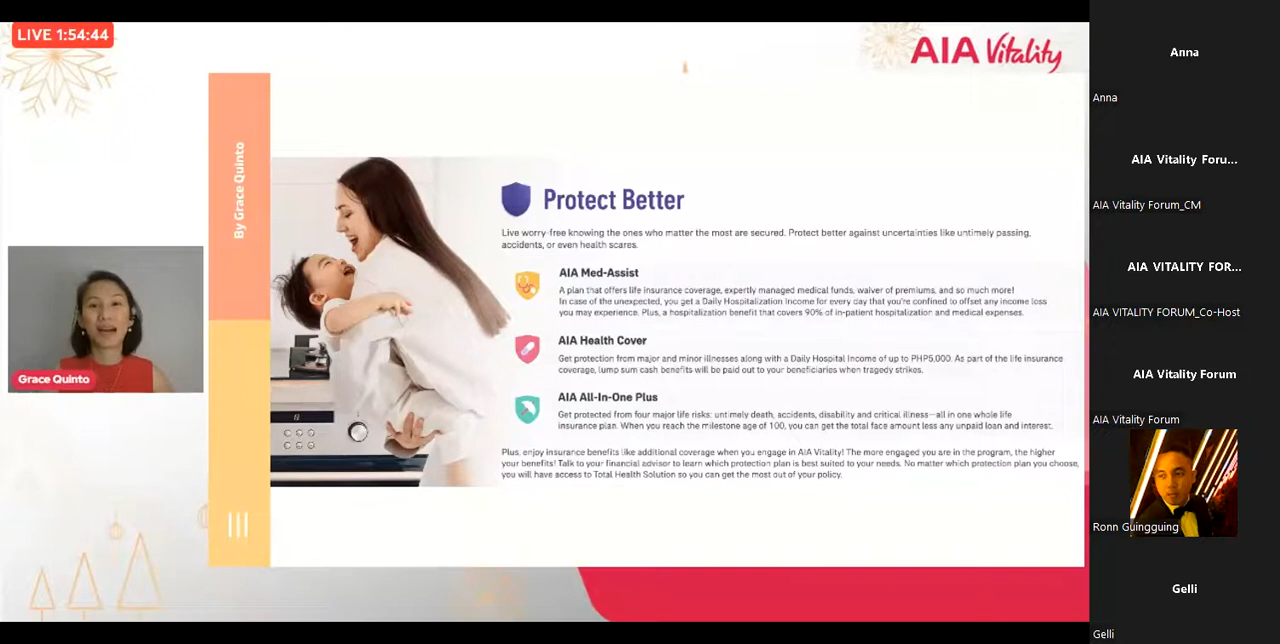 LIVE 1:54:44
AIA Vitality
By Grace Quinto
Protect Better
Live worry-free knowing the ones who matter the most are secured. Protect better against uncertainties like untimely passing,
accidents, or even health scares.
AIA Med-Assist
A plan that offers life insurance coverage, expertly managed medical funds, waiver of premiums, and so much more!
In case of the unexpected, you get a Daily Hospitalization Income for every day that you're confined to offset any income loss
you may experience. Plus, a hospitalization benefit that covers 90% of in-patient hospitalization and medical expenses.
AIA Health Cover
Get protection from major and minor illnesses along with a Daily Hospital Income of up to PHP5,000. As part of the life insurance
coverage, lump sum cash benefits will be paid out to your beneficiaries when tragedy strikes.
AIA All-In-One Plus
Get protected from four major life risks: untimely death, accidents, disability and critical illness—all in one whole life
insurance plan. When you reach the milestone age of 100, you can get the total face amount less any unpaid loan and interest.
Plus, enjoy insurance benefits like additional coverage when you engage in AIA Vitality! The more engaged you are in the program, the higher
your benefits! Talk to your financial advisor to learn which protection plan is best suited to your needs. No matter which protection plan you choose,
you will have access to Total Health Solution so you can get the most out of your policy.
Grace Quinto
Anna
Anna
AIA Vitality Foru...
AIA Vitality Forum_CM
AIA VITALITY FOR...
AIA VITALITY FORUM_Co-Host
AIA Vitality Forum
AIA Vitality Forum
Ronn Guingguing
Gelli
Gelli